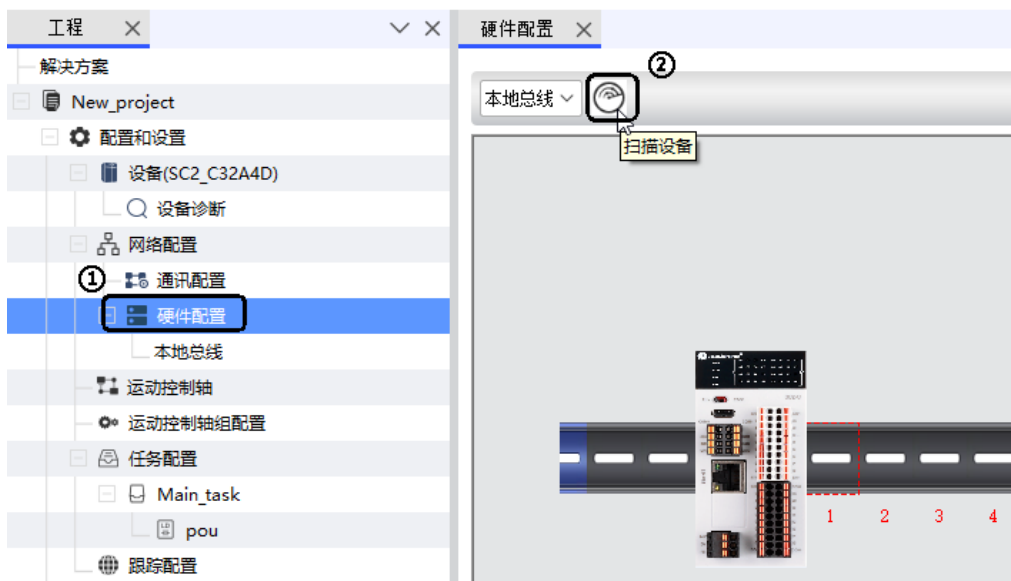 工程
硬件配置
解决方案
②
New_project
本地总线
配置和设置
扫描设备
设备(SC2_C32A4D)
设备诊断
网络配置
①
通讯配置
硬件配置
本地总线
运动控制轴
运动控制轴组配置
任务配置
Main_task
1 2 3 4
pou
跟踪配置